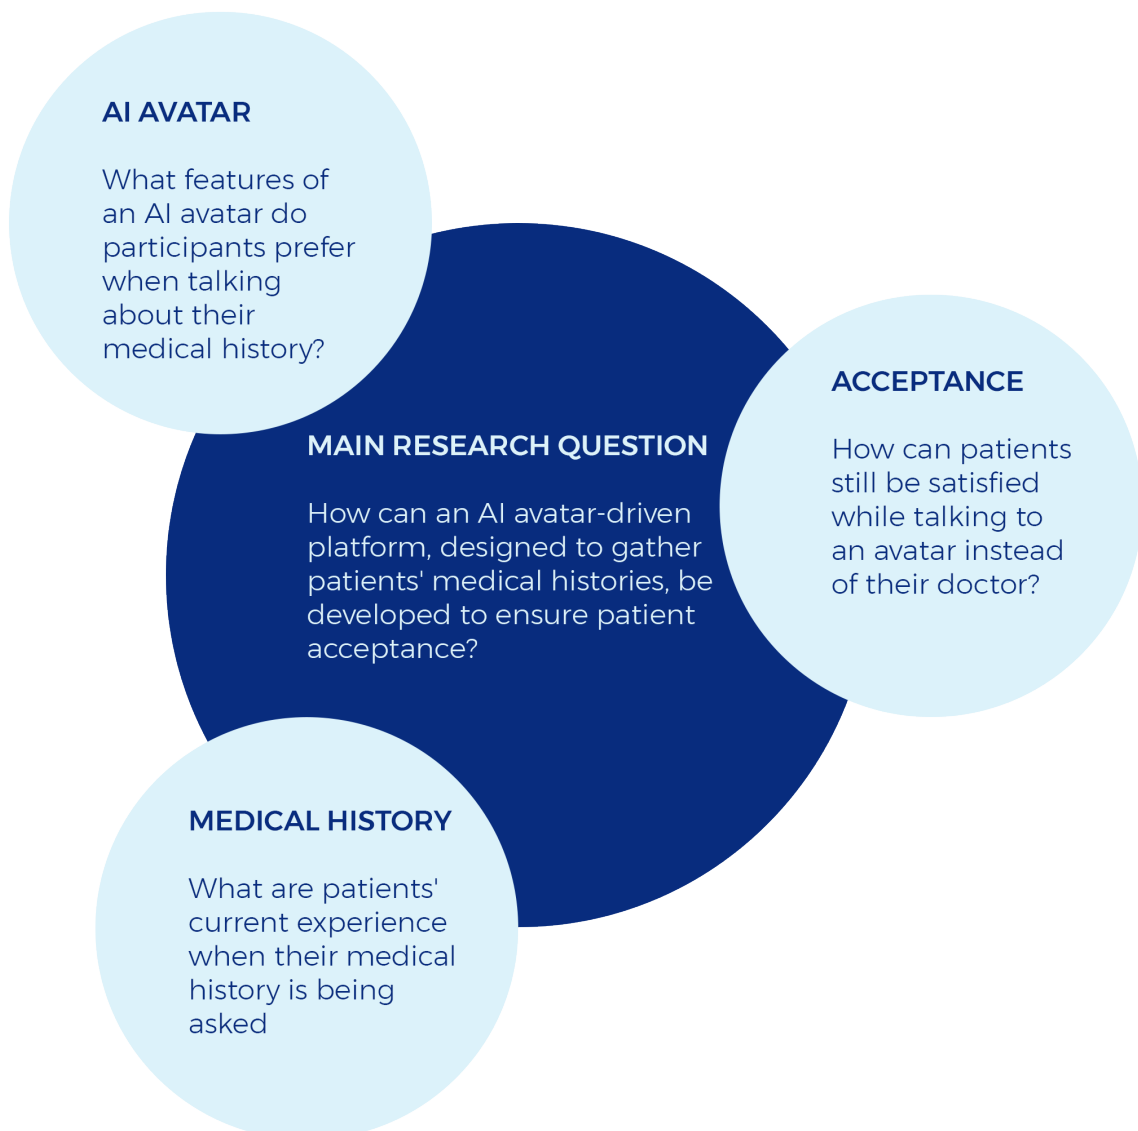 AI AVATAR
What features of
an AI avatar do
participants prefer
when talking
about their
medical history?
MAIN RESEARCH QUESTION
How can an AI avatar-driven
platform, designed to gather
patients' medical histories, be
developed to ensure patient
acceptance?
ACCEPTANCE
How can patients
still be satisfied
while talking to
an avatar instead
of their doctor?
MEDICAL HISTORY
What are patients'
current experience
when their medical
history is being
asked